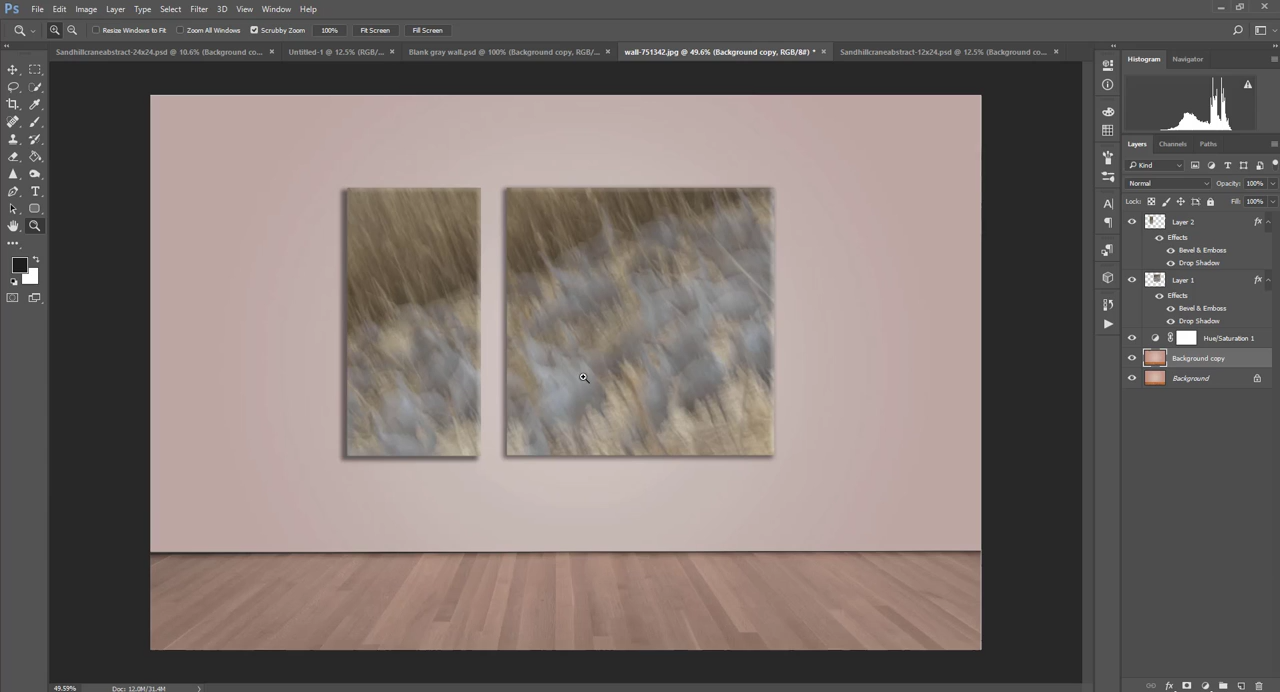 Ps File Edit Image Layer Type Select Filter 3D View Window Help
Resize Windows to Fit Zoom All Windows Scrubby Zoom 100% Fit Screen Fill Screen
Sandhillcraneabstract-24x24.psd @ 10.6% (Background co... × Untitled-1 @ 12.5% (RGB/... × Blank gray wall.psd @ 100% (Background copy, RGB/8... × wall-751342.jpg @ 49.6% (Background copy, RGB/8#) * × Sandhillcraneabstract-12x24.psd @ 12.5% (Background co... ×
Histogram Navigator
Layers Channels Paths
Kind
Normal Opacity: 100%
Lock: Fill: 100%
Layer 2 fx
Effects
Bevel & Emboss
Drop Shadow
Layer 1 fx
Effects
Bevel & Emboss
Drop Shadow
Hue/Saturation 1
Background copy
Background
49.59% Doc: 12.0M/31.4M